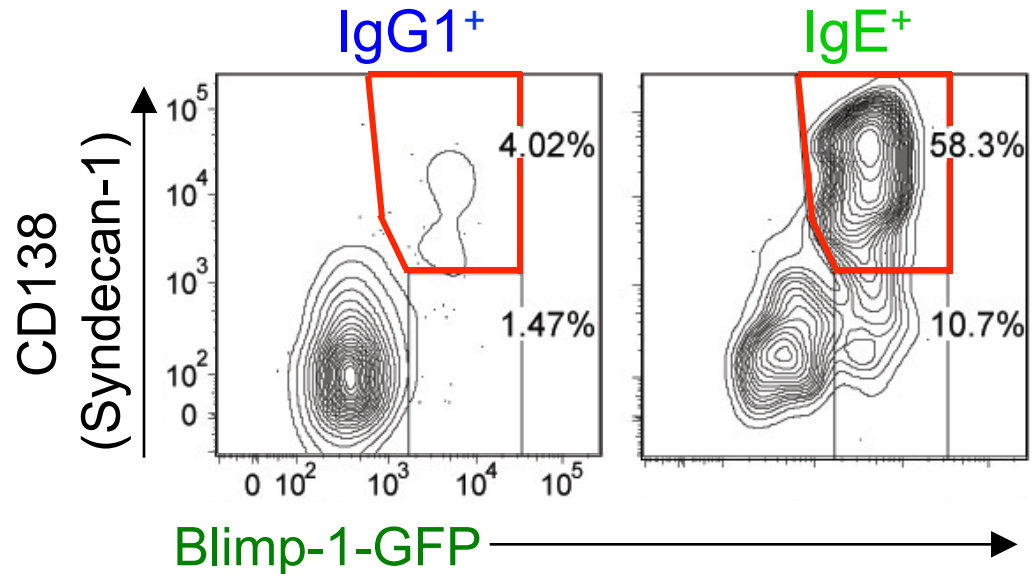 IgG1⁺ IgE⁺
CD138
(Syndecan-1)
10⁵
10⁴
10³
10²
0
4.02%
1.47%
58.3%
10.7%
0 10² 10³ 10⁴ 10⁵
Blimp-1-GFP